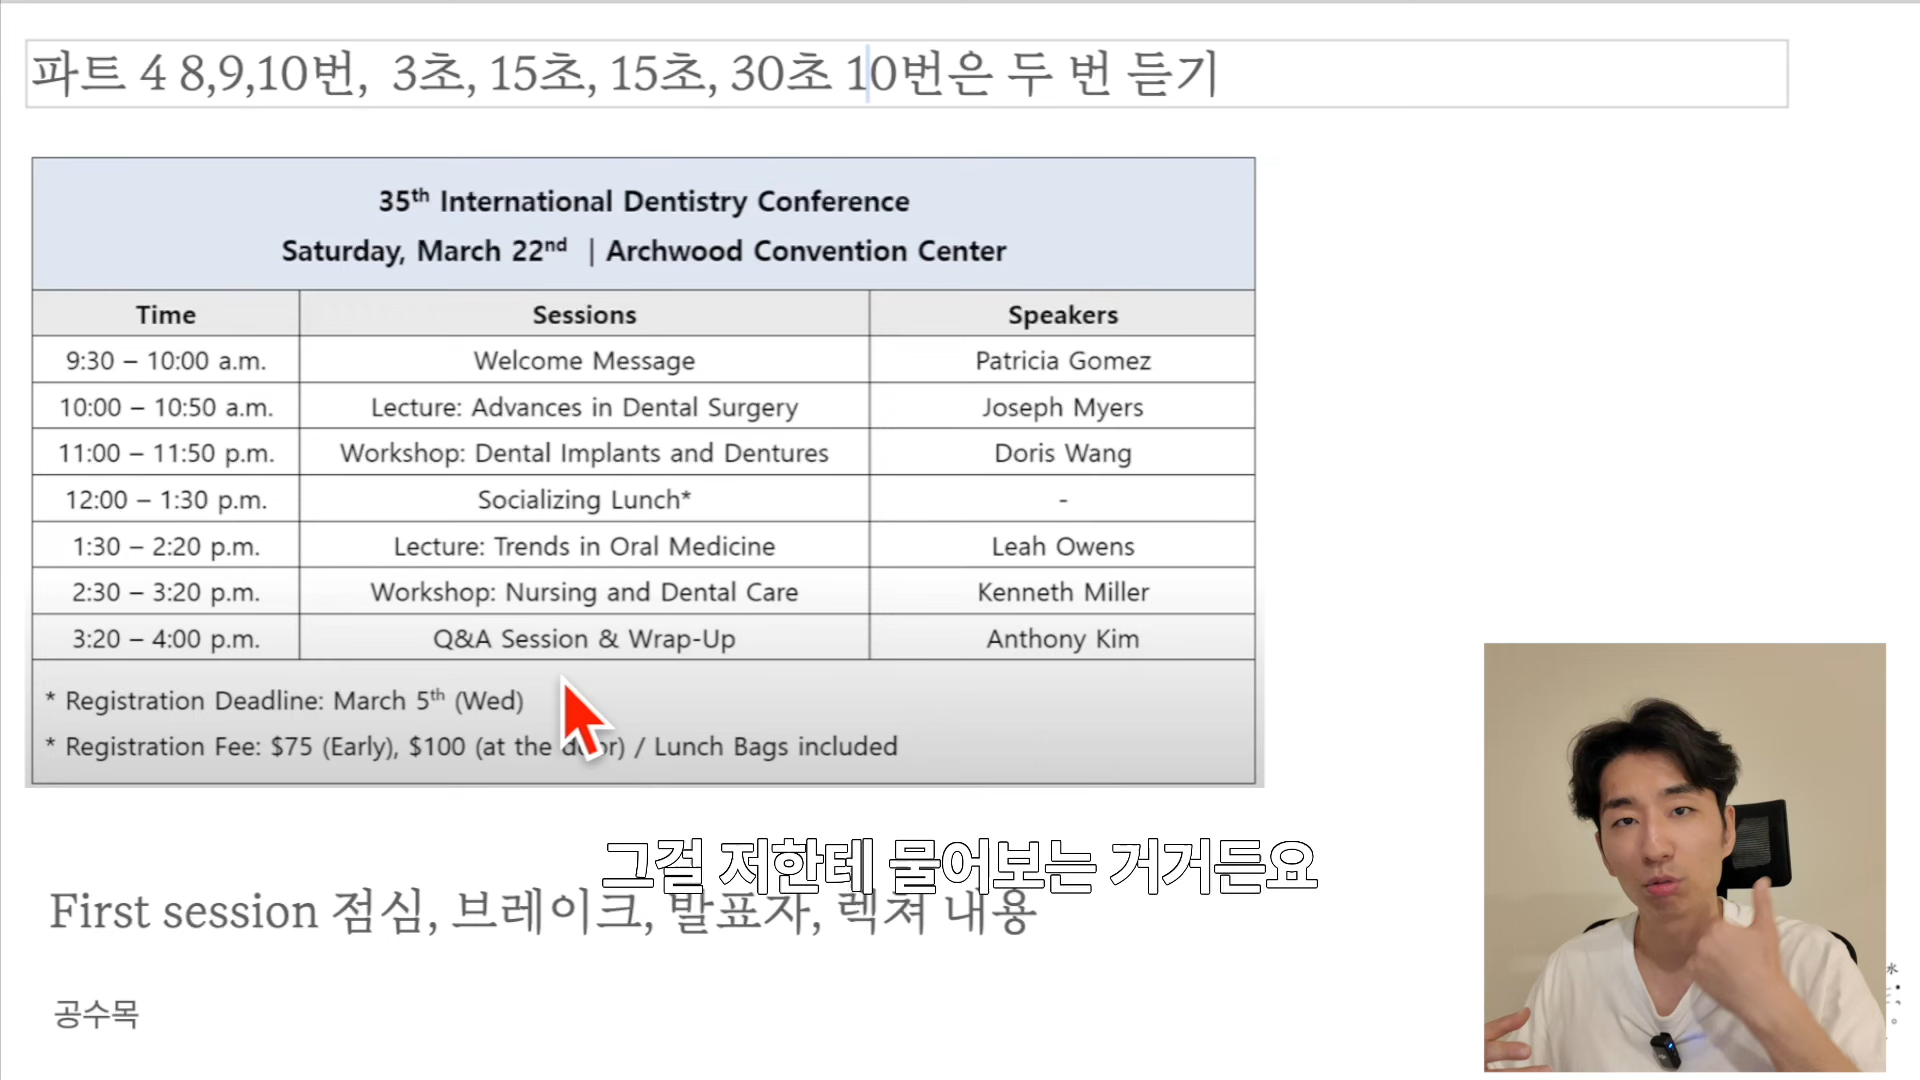 파트 4 8,9,10번, 3초, 15초, 15초, 30초 10번은 두 번 듣기
35th International Dentistry Conference
Saturday, March 22nd | Archwood Convention Center
Time Sessions Speakers
9:30 – 10:00 a.m. Welcome Message Patricia Gomez
10:00 – 10:50 a.m. Lecture: Advances in Dental Surgery Joseph Myers
11:00 – 11:50 p.m. Workshop: Dental Implants and Dentures Doris Wang
12:00 – 1:30 p.m. Socializing Lunch* -
1:30 – 2:20 p.m. Lecture: Trends in Oral Medicine Leah Owens
2:30 – 3:20 p.m. Workshop: Nursing and Dental Care Kenneth Miller
3:20 – 4:00 p.m. Q&A Session & Wrap-Up Anthony Kim
* Registration Deadline: March 5th (Wed)
* Registration Fee: $75 (Early), $100 (at the door) / Lunch Bags included
그걸 저한테 물어보는 거거든요
First session 점심, 브레이크, 발표자, 렉쳐 내용
공수목
水